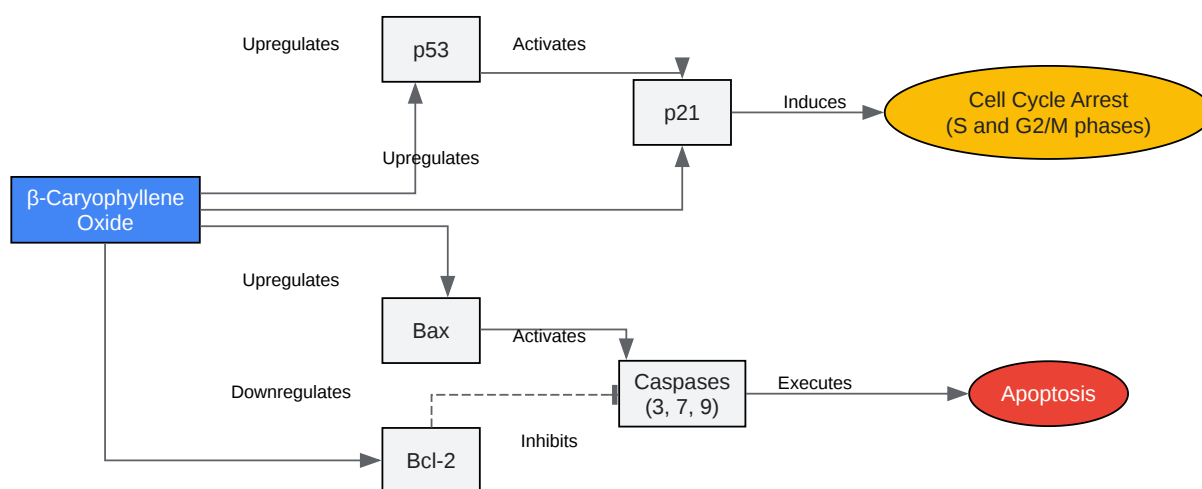 Upregulates
p53
Activates
p21
Induces
Cell Cycle Arrest
(S and G2/M phases)
Upregulates
β-Caryophyllene
Oxide
Upregulates
Bax
Activates
Downregulates
Caspases
(3, 7, 9)
Executes
Apoptosis
Inhibits
Bcl-2